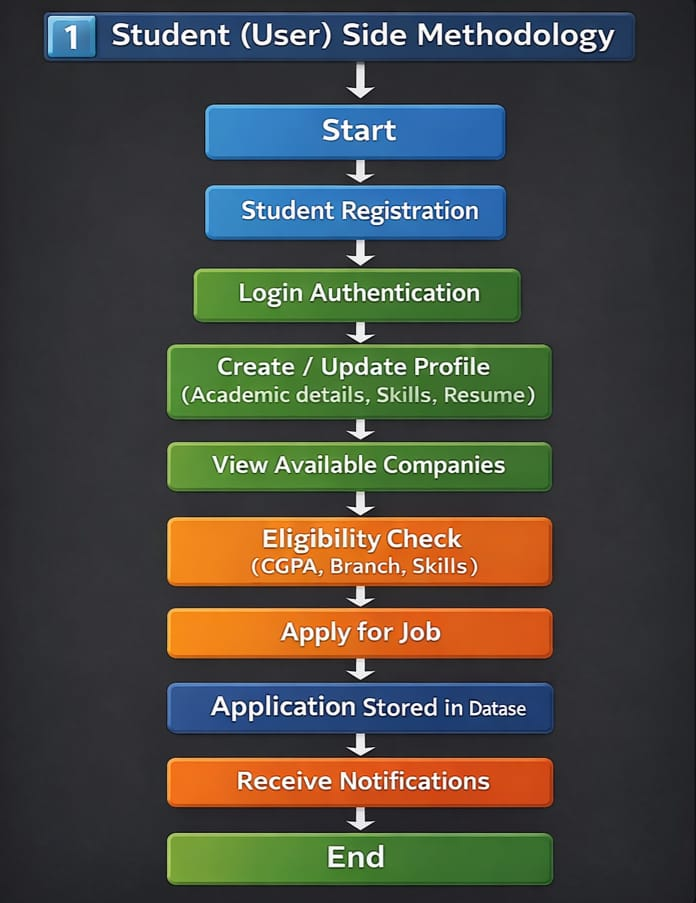 1 Student (User) Side Methodology
Start
Student Registration
Login Authentication
Create / Update Profile
(Academic details, Skills, Resume)
View Available Companies
Eligibility Check
(CGPA, Branch, Skills)
Apply for Job
Application Stored in Datase
Receive Notifications
End